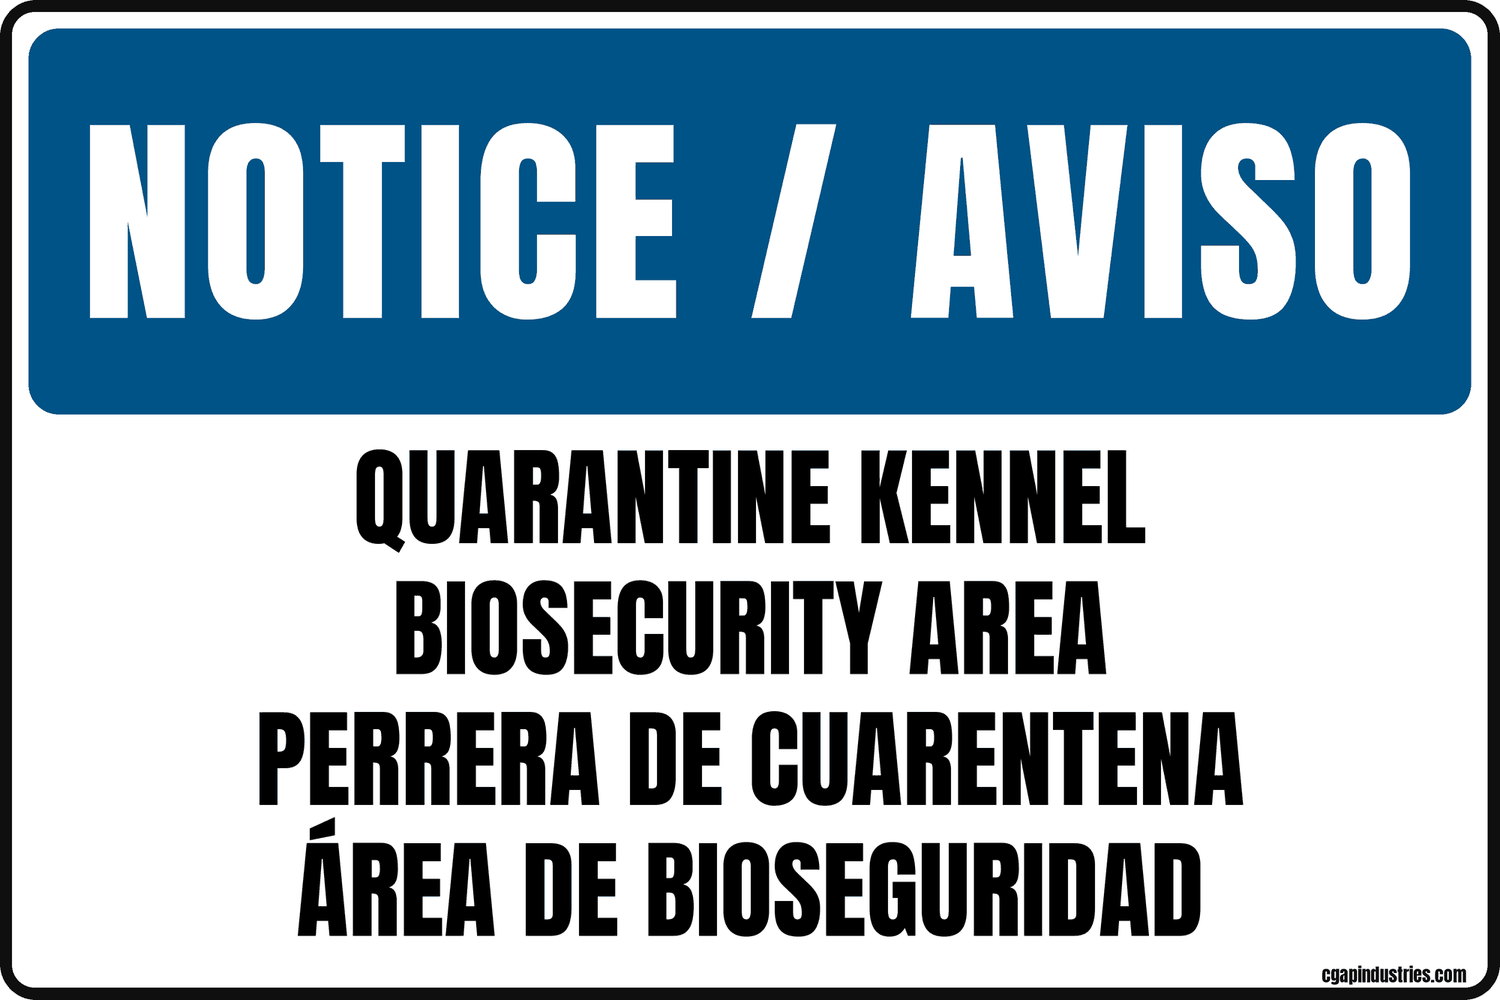 NOTICE / AVISO
QUARANTINE KENNEL
BIOSECURITY AREA
PERRERA DE CUARENTENA
ÁREA DE BIOSEGURIDAD
cgapindustries.com